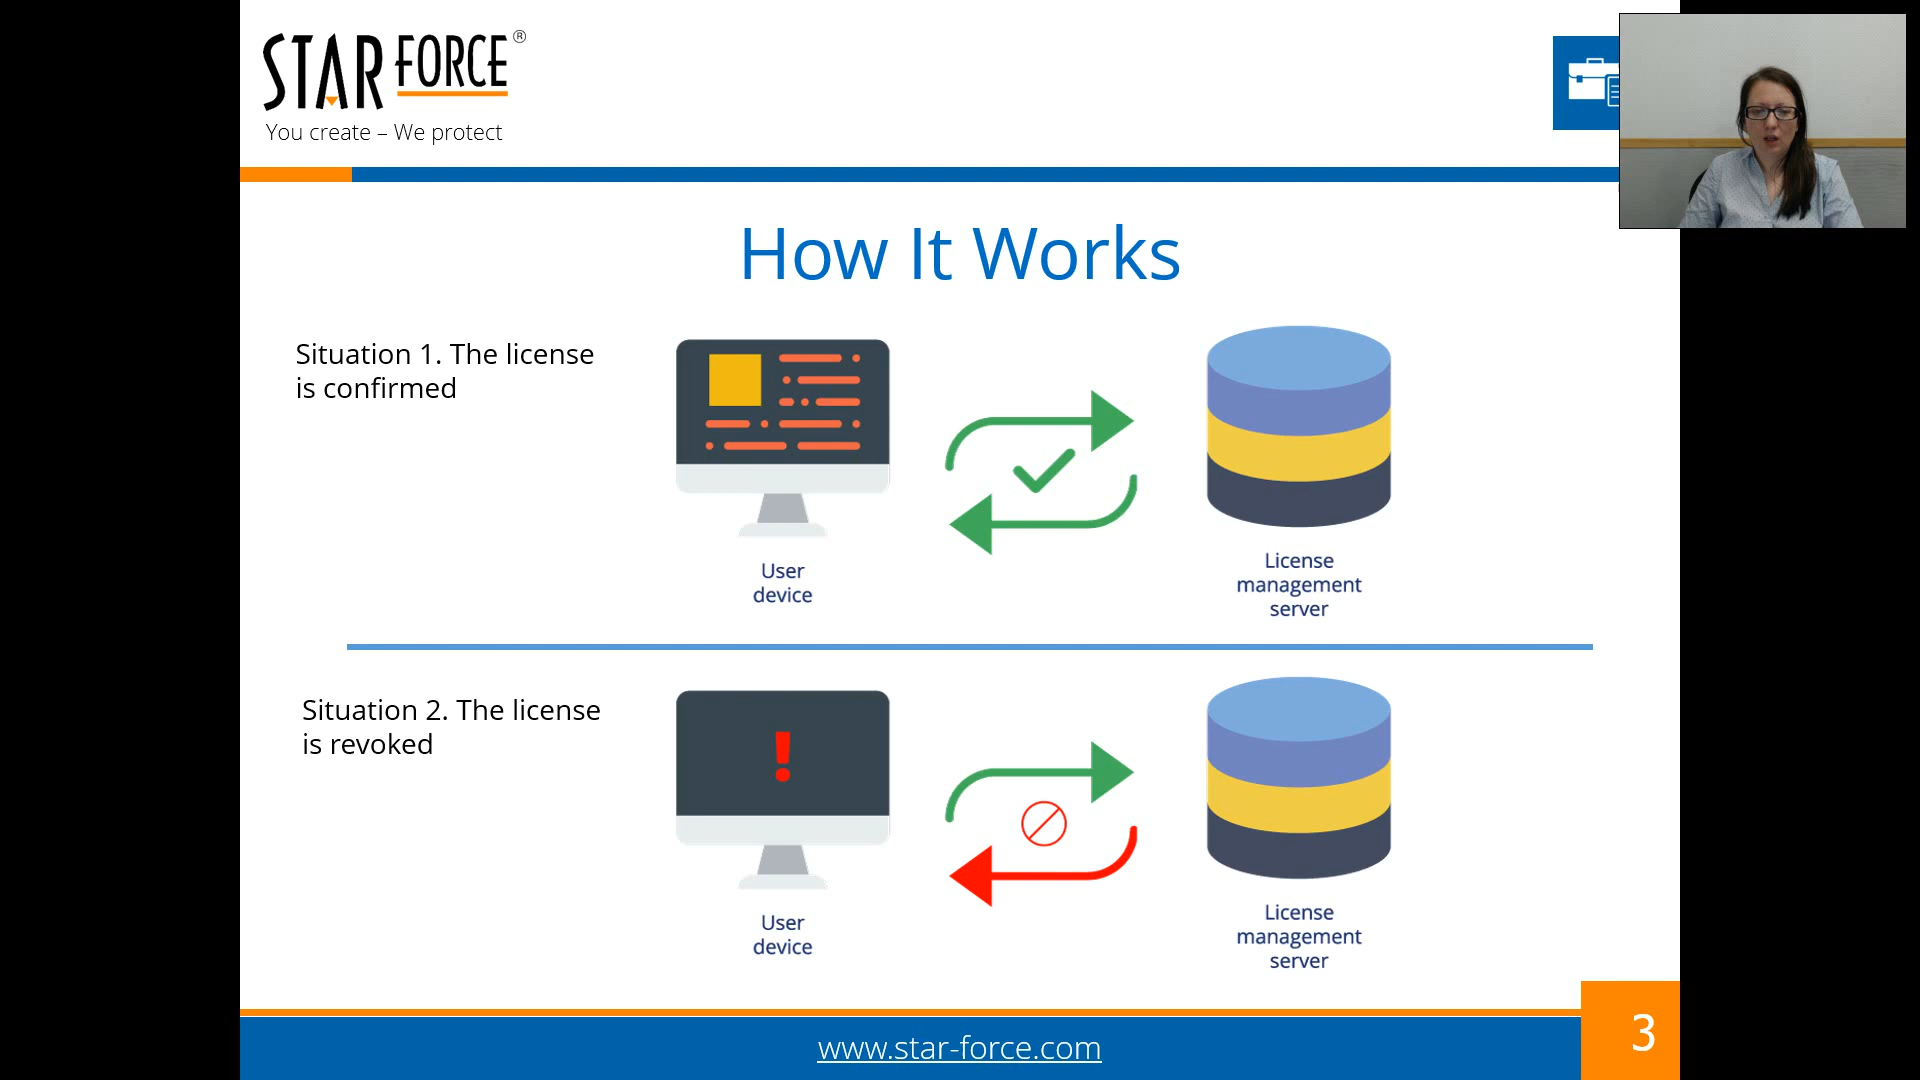 STAR FORCE ®
You create – We protect
How It Works
Situation 1. The license
is confirmed
User
device
License
management
server
Situation 2. The license
is revoked
!
User
device
License
management
server
www.star-force.com
3